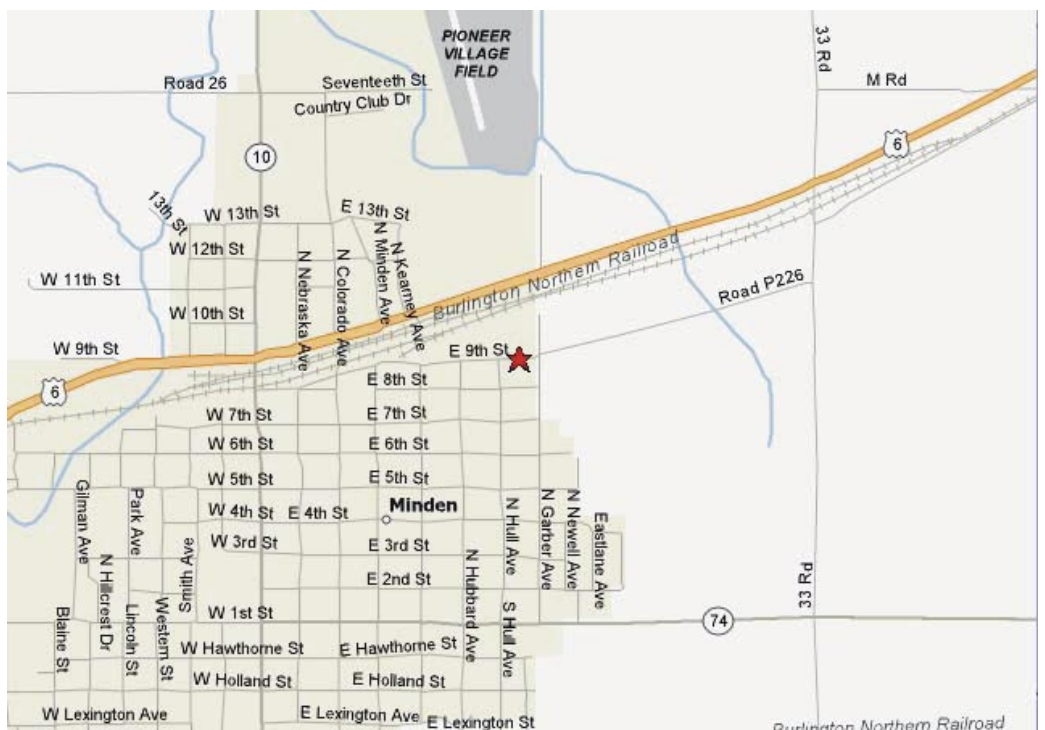 PIONEER
VILLAGE
FIELD
33 Rd
Road 26
Seventeeth St
M Rd
Country Club Dr
6
10
13th St
W 13th St
E 13th St
W 12th St
N Minden Ave
N Kearney Ave
N Nebraska Ave
N Colorado Ave
Burlington Northern Railroad
W 11th St
Road P226
W 10th St
W 9th St
E 9th St
6
E 8th St
W 7th St
E 7th St
W 6th St
E 6th St
W 5th St
E 5th St
Minden
W 4th St
E 4th St
Gilman Ave
Park Ave
N Hull Ave
N Garber Ave
N Newell Ave
Eastlane Ave
W 3rd St
E 3rd St
Smith Ave
N Hillcrest Dr
N Hubbard Ave
E 2nd St
33 Rd
W 1st St
74
Blaine St
Lincoln St
Western St
S Hull Ave
W Hawthorne St
E Hawthorne St
W Holland St
E Holland St
W Lexington Ave
E Lexington Ave
E Lexington St
Burlington Northern Railroad